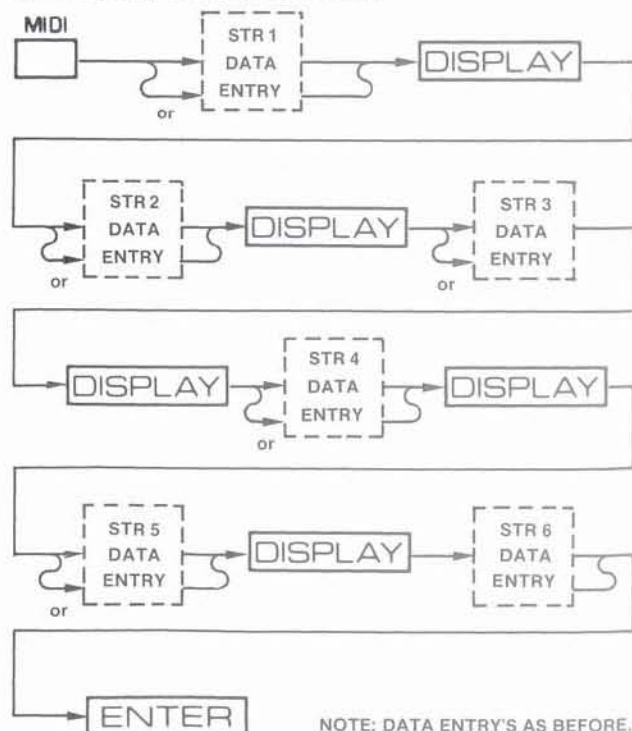 MIDI
STR 1
DATA
ENTRY
or
DISPLAY
STR 2
DATA
ENTRY
or
DISPLAY
STR 3
DATA
ENTRY
or
DISPLAY
STR 4
DATA
ENTRY
or
DISPLAY
STR 5
DATA
ENTRY
or
DISPLAY
STR 6
DATA
ENTRY
ENTER
NOTE: DATA ENTRY'S AS BEFORE.